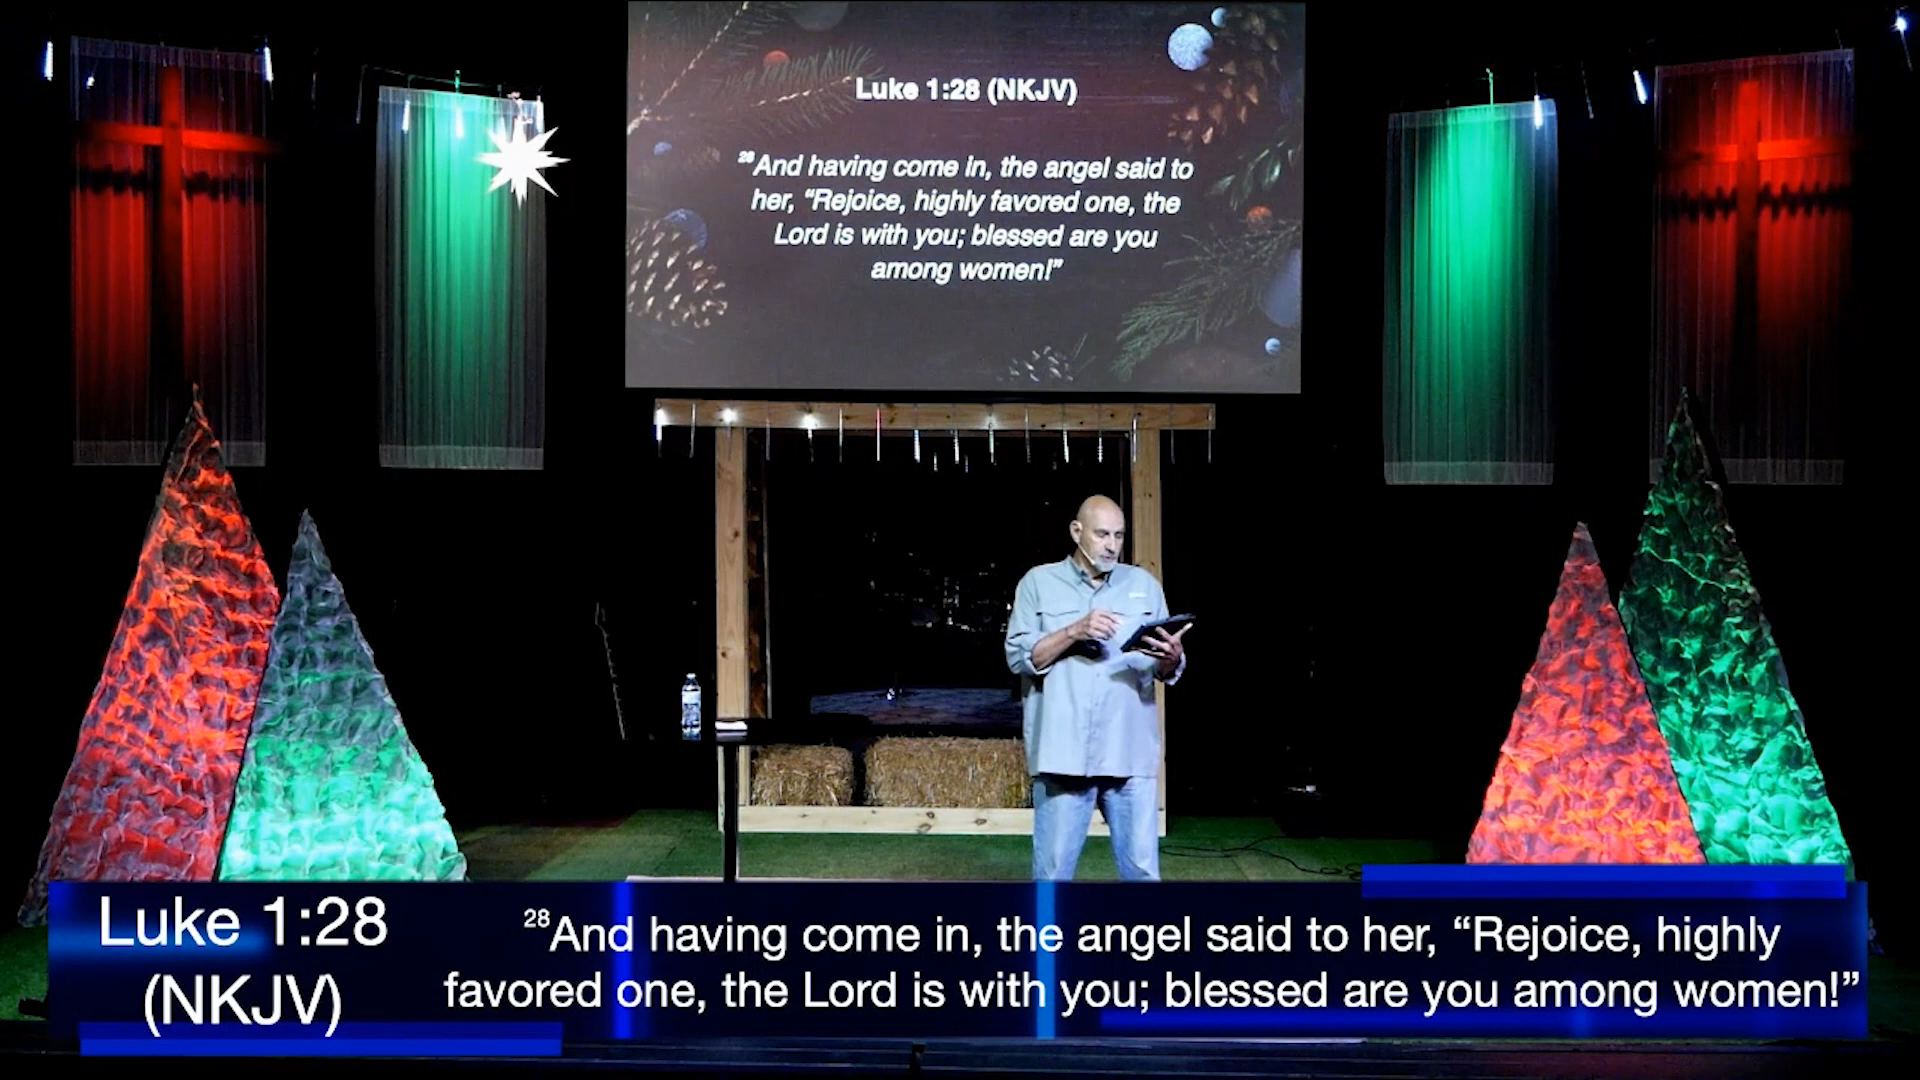 Luke 1:28 (NKJV)
28And having come in, the angel said to
her, “Rejoice, highly favored one, the
Lord is with you; blessed are you
among women!”
Luke 1:28
(NKJV)
28And having come in, the angel said to her, “Rejoice, highly
favored one, the Lord is with you; blessed are you among women!”